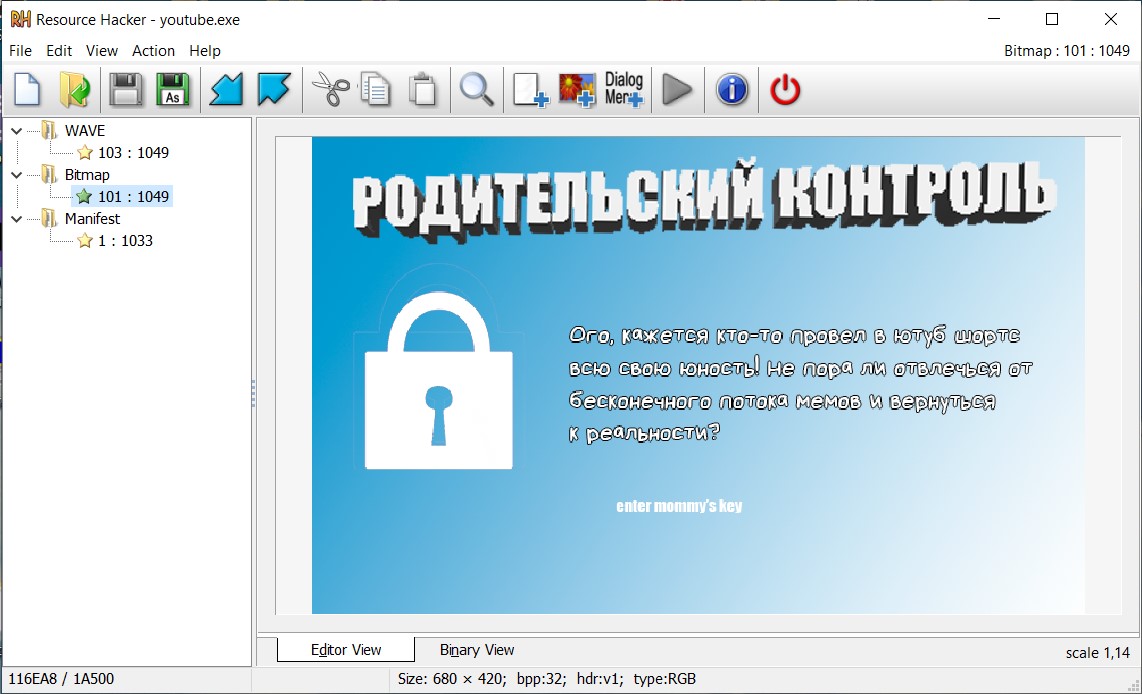 Resource Hacker - youtube.exe
File Edit View Action Help
Bitmap : 101 : 1049
As
Dialog
Menu
WAVE
103 : 1049
Bitmap
101 : 1049
Manifest
1 : 1033
РОДИТЕЛЬСКИЙ КОНТРОЛЬ
Ого, кажется кто-то провел в ютуб шортс
всю свою юность! Не пора ли отвлечься от
бесконечного потока мемов и вернуться
к реальности?
enter mommy's key
Editor View
Binary View
scale 1,14
116EA8 / 1A500
Size: 680 × 420; bpp:32; hdr:v1; type:RGB